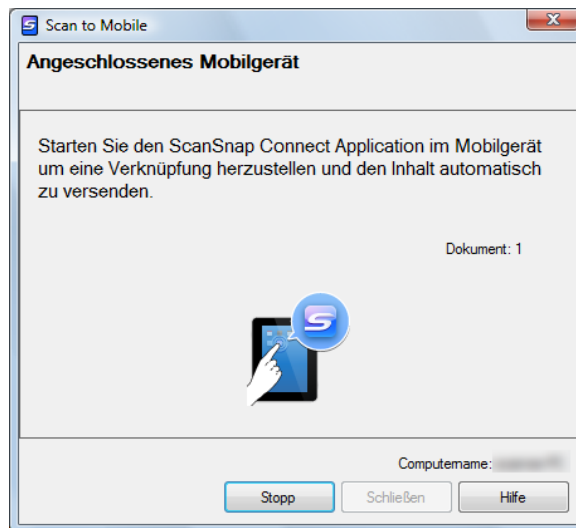 Scan to Mobile
Angeschlossenes Mobilgerät
Starten Sie den ScanSnap Connect Application im Mobilgerät
um eine Verknüpfung herzustellen und den Inhalt automatisch
zu versenden.
Dokument: 1
Computername:
Stopp
Schließen
Hilfe